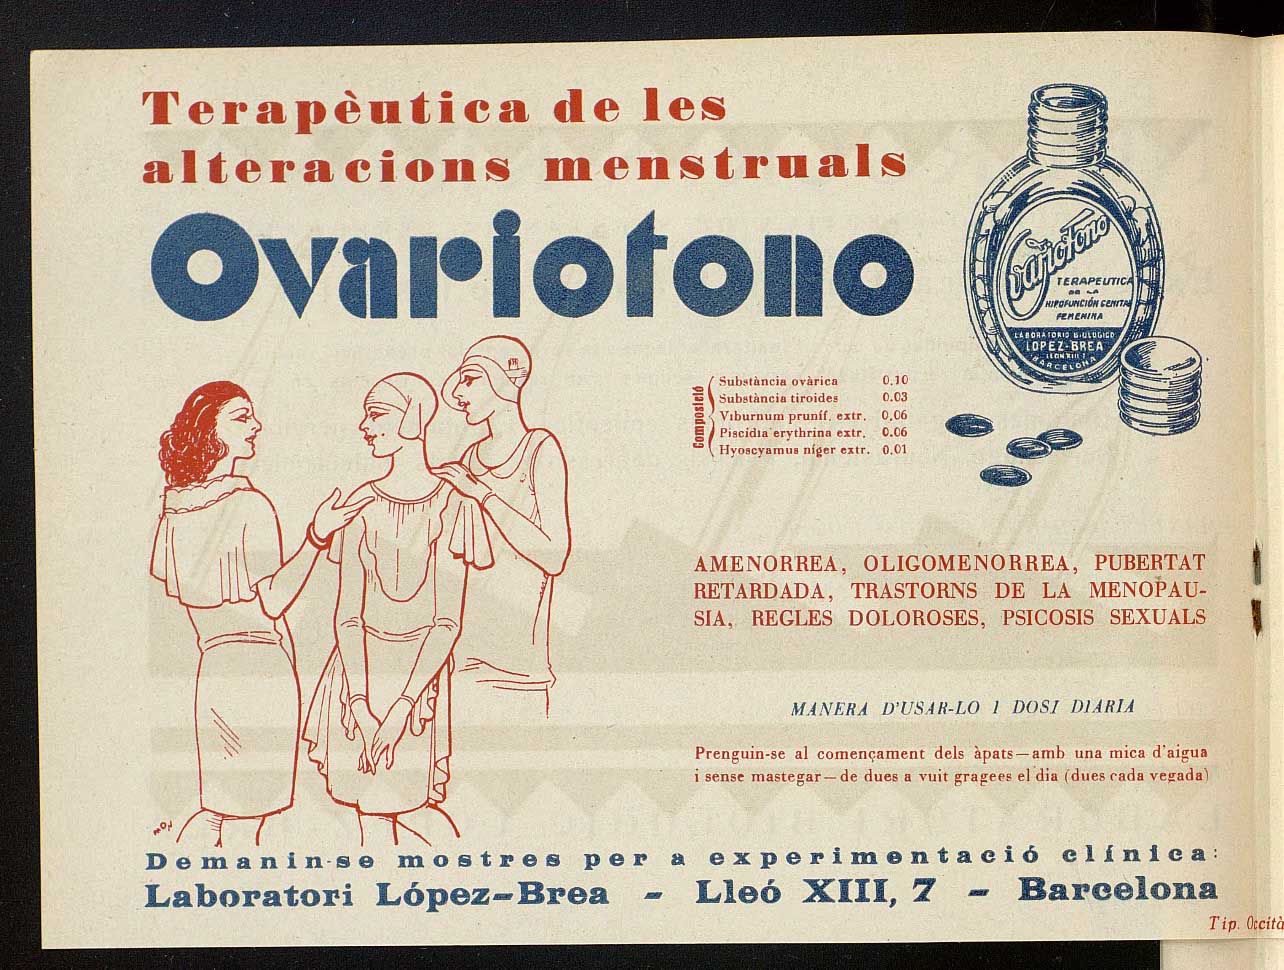 Terapèutica de les
alteracions menstruals
Ovariotono
Ovariotono
TERAPEUTICA
DE LA
HIPOFUNCIÓN GENITAL
FEMENINA
LABORATORIO BIOLOGICO
LOPEZ-BREA
LEON XIII 7
BARCELONA
Composició
Substància ovàrica 0.10
Substància tiroides 0.03
Viburnum pruníf. extr. 0.06
Piscídia erythrina extr. 0.06
Hyoscyamus níger extr. 0.01
AMENORREA, OLIGOMENORREA, PUBERTAT
RETARDADA, TRASTORNS DE LA MENOPAU-
SIA, REGLES DOLOROSES, PSICOSIS SEXUALS
MANERA D'USAR-LO I DOSI DIARIA
Prenguin-se al començament dels àpats—amb una mica d'aigua
i sense mastegar—de dues a vuit gragees el dia (dues cada vegada)
Demanin-se mostres per a experimentació clínica:
Laboratori López-Brea - Lleó XIII, 7 - Barcelona
Tip. Occità